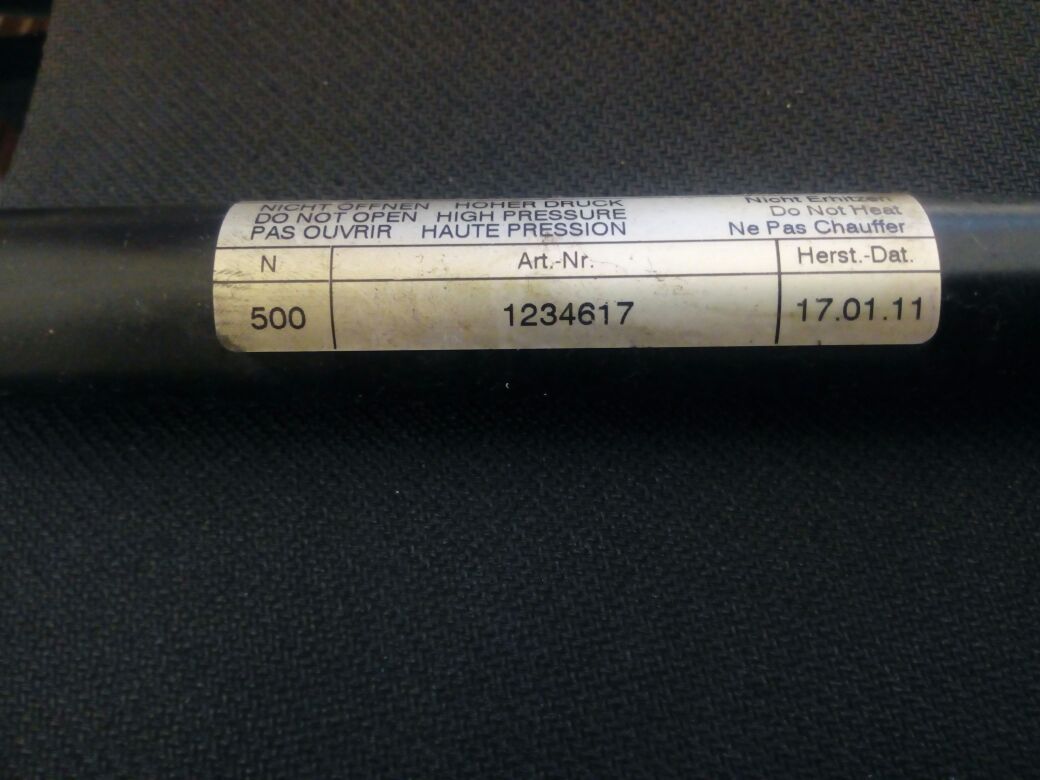 NICHT ÖFFNEN HOHER DRUCK Nicht Erhitzen
DO NOT OPEN HIGH PRESSURE Do Not Heat
PAS OUVRIR HAUTE PRESSION Ne Pas Chauffer
N Art.-Nr. Herst.-Dat.
500 1234617 17.01.11